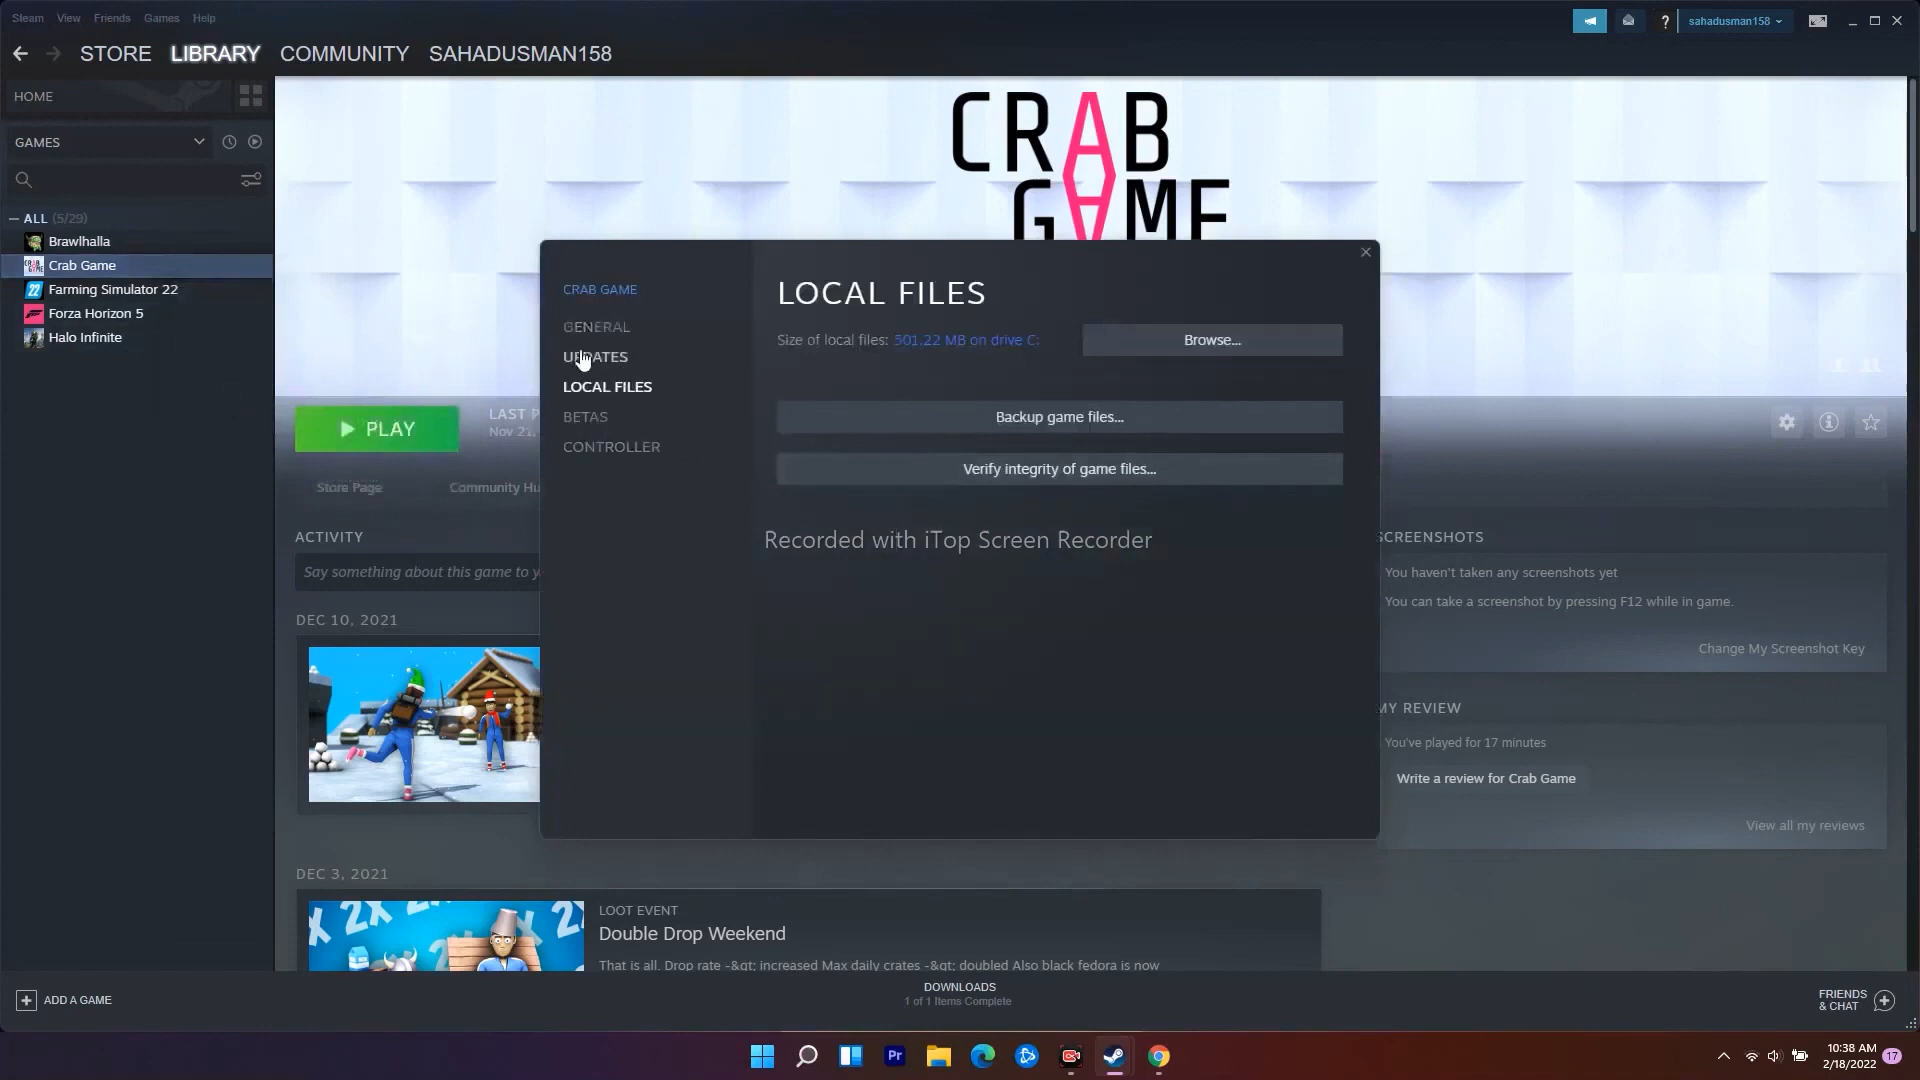 Steam View Friends Games Help
? sahadusman158
STORE LIBRARY COMMUNITY SAHADUSMAN158
HOME
GAMES
ALL (5/29)
Brawlhalla
Crab Game
Farming Simulator 22
Forza Horizon 5
Halo Infinite
CRAB
GAME
CRAB GAME
GENERAL
UPDATES
LOCAL FILES
BETAS
CONTROLLER
LOCAL FILES
Size of local files: 501.22 MB on drive C:
Browse...
Backup game files...
Verify integrity of game files...
Recorded with iTop Screen Recorder
PLAY
LAST P
Nov 21,
Store Page
Community Hu
ACTIVITY
Say something about this game to y
DEC 10, 2021
SCREENSHOTS
You haven't taken any screenshots yet
You can take a screenshot by pressing F12 while in game.
Change My Screenshot Key
MY REVIEW
You've played for 17 minutes
Write a review for Crab Game
View all my reviews
DEC 3, 2021
2X 2X
LOOT EVENT
Double Drop Weekend
That is all. Drop rate -&gt; increased Max daily crates -&gt; doubled Also black fedora is now
ADD A GAME
DOWNLOADS
1 of 1 Items Complete
FRIENDS
& CHAT
Pr
10:38 AM
2/18/2022
17